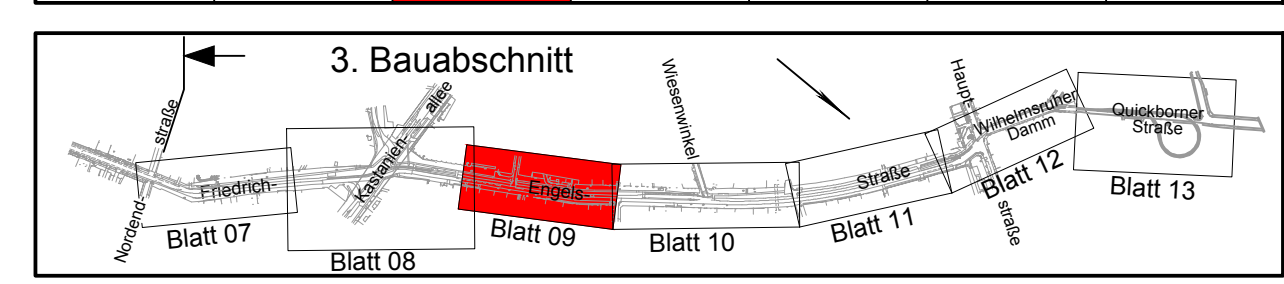 3. Bauabschnitt
Nordend
straße
Friedrich-
Kastanien-
allee
Engels-
Wiesenwinkel
Straße
Haupt-
straße
Wilhelmsruher
Damm
Quickborner
Straße
Blatt 07
Blatt 08
Blatt 09
Blatt 10
Blatt 11
Blatt 12
Blatt 13